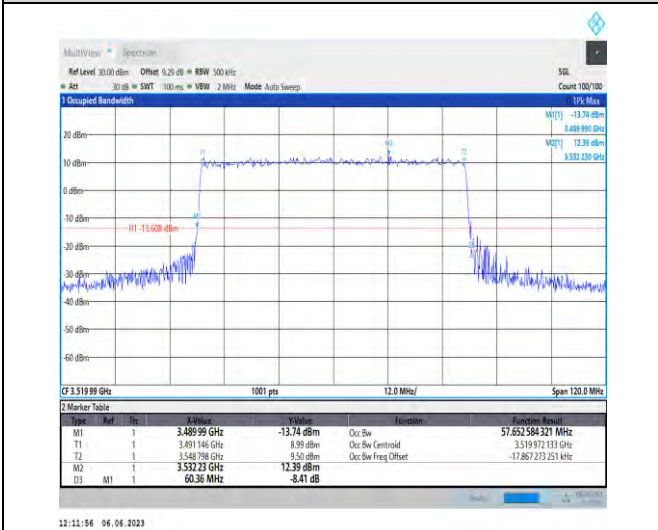 MultiView Spectrum
Ref Level 30.00 dBm Offset 9.29 dB RBW 500 kHz SGL
Att 30 dB SWT 100 ms VBW 2 MHz Mode Auto Sweep Count 100/100
1 Occupied Bandwidth 1Pk Max
M1[1] -13.74 dBm
3.489 990 GHz
20 dBm M2[1] 12.39 dBm
3.532 230 GHz
10 dBm
0 dBm
-10 dBm
H1 -13.608 dBm
-20 dBm
-30 dBm
-40 dBm
-50 dBm
-60 dBm
CF 3.519 99 GHz 1001 pts 12.0 MHz/ Span 120.0 MHz
2 Marker Table
Type Ref Trc X-Value Y-Value Function Function Result
M1 1 3.489 99 GHz -13.74 dBm Occ Bw 57.652 584 321 MHz
T1 1 3.491 146 GHz 8.99 dBm Occ Bw Centroid 3.519 972 133 GHz
T2 1 3.548 798 GHz 9.50 dBm Occ Bw Freq Offset -17.867 273 251 kHz
M2 1 3.532 23 GHz 12.39 dBm
D3 M1 1 60.36 MHz -8.41 dB
12:11:56 06.06.2023